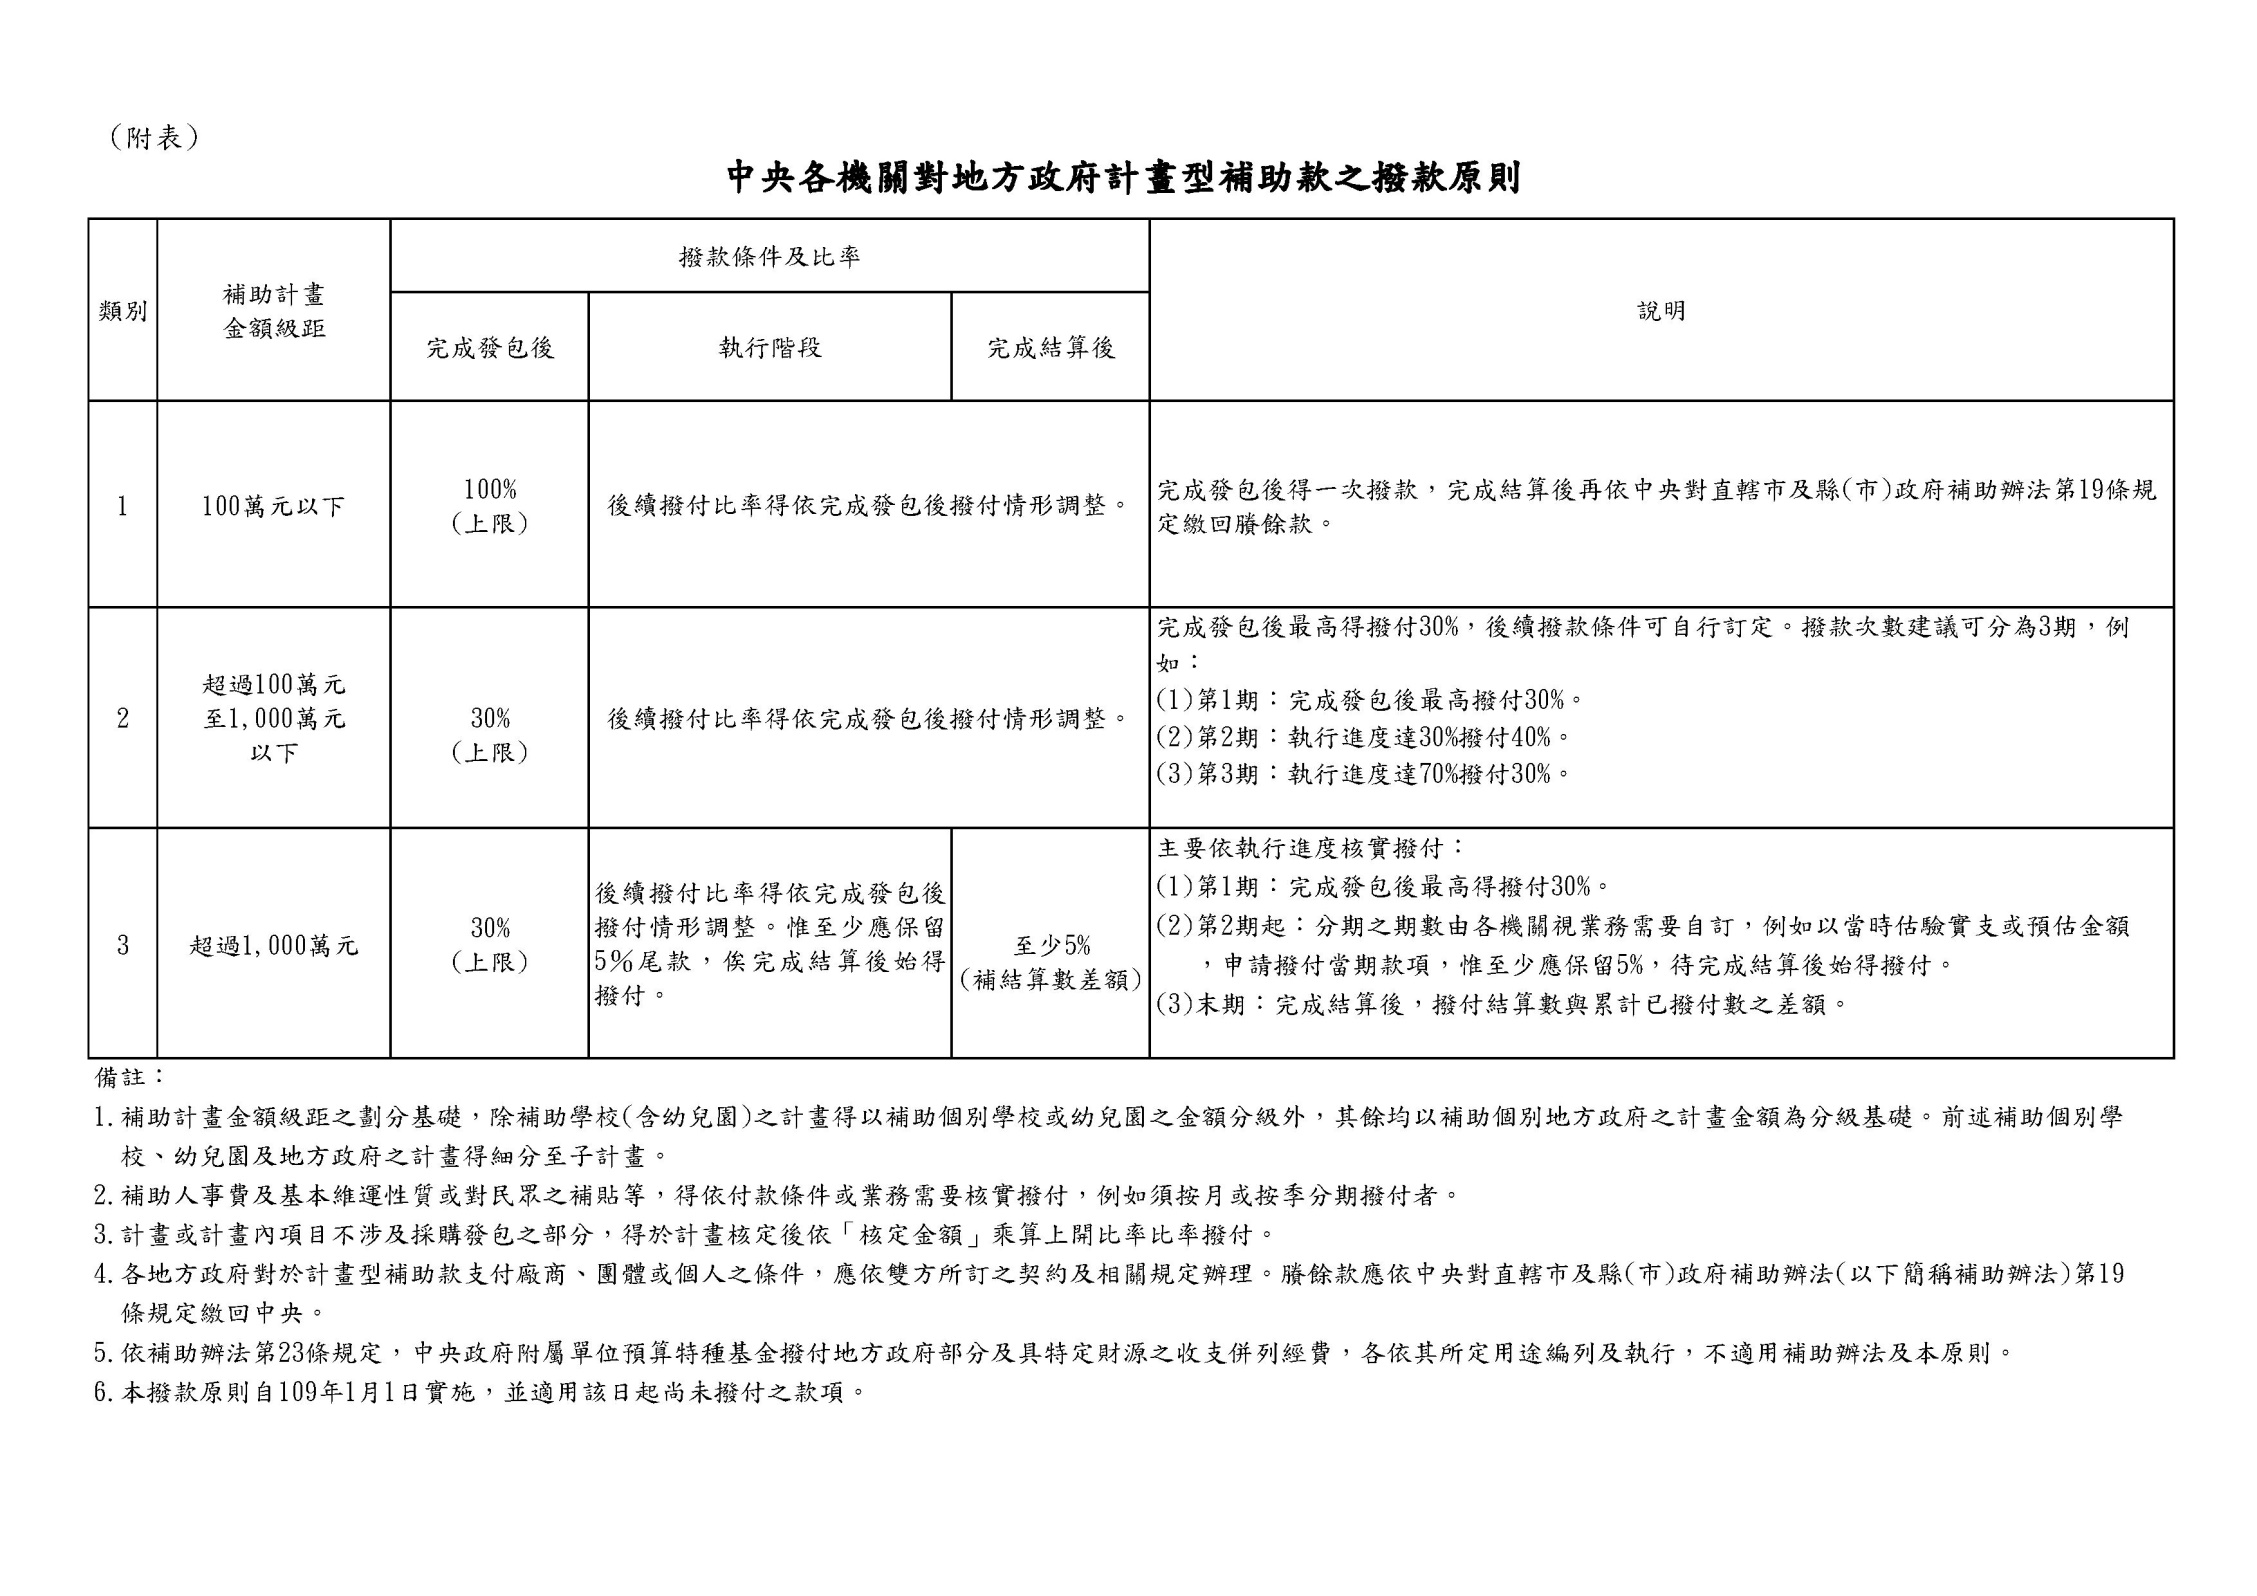 （附表）
中央各機關對地方政府計畫型補助款之撥款原則
類別
補助計畫
金額級距
撥款條件及比率
說明
完成發包後
執行階段
完成結算後
1
100萬元以下
100%
(上限)
後續撥付比率得依完成發包後撥付情形調整。
完成發包後得一次撥款，完成結算後再依中央對直轄市及縣(市)政府補助辦法第19條規
定繳回賸餘款。
2
超過100萬元
至1,000萬元
以下
30%
(上限)
後續撥付比率得依完成發包後撥付情形調整。
完成發包後最高得撥付30%，後續撥款條件可自行訂定。撥款次數建議可分為3期，例
如：
(1)第1期：完成發包後最高撥付30%。
(2)第2期：執行進度達30%撥付40%。
(3)第3期：執行進度達70%撥付30%。
3
超過1,000萬元
30%
(上限)
後續撥付比率得依完成發包後
撥付情形調整。惟至少應保留
5%尾款，俟完成結算後始得
撥付。
至少5%
(補結算數差額)
主要依執行進度核實撥付：
(1)第1期：完成發包後最高得撥付30%。
(2)第2期起：分期之期數由各機關視業務需要自訂，例如以當時估驗實支或預估金額
，申請撥付當期款項，惟至少應保留5%，待完成結算後始得撥付。
(3)末期：完成結算後，撥付結算數與累計已撥付數之差額。
備註：
1.補助計畫金額級距之劃分基礎，除補助學校(含幼兒園)之計畫得以補助個別學校或幼兒園之金額分級外，其餘均以補助個別地方政府之計畫金額為分級基礎。前述補助個別學
校、幼兒園及地方政府之計畫得細分至子計畫。
2.補助人事費及基本維運性質或對民眾之補貼等，得依付款條件或業務需要核實撥付，例如須按月或按季分期撥付者。
3.計畫或計畫內項目不涉及採購發包之部分，得於計畫核定後依「核定金額」乘算上開比率比率撥付。
4.各地方政府對於計畫型補助款支付廠商、團體或個人之條件，應依雙方所訂之契約及相關規定辦理。賸餘款應依中央對直轄市及縣(市)政府補助辦法(以下簡稱補助辦法)第19
條規定繳回中央。
5.依補助辦法第23條規定，中央政府附屬單位預算特種基金撥付地方政府部分及具特定財源之收支併列經費，各依其所定用途編列及執行，不適用補助辦法及本原則。
6.本撥款原則自109年1月1日實施，並適用該日起尚未撥付之款項。